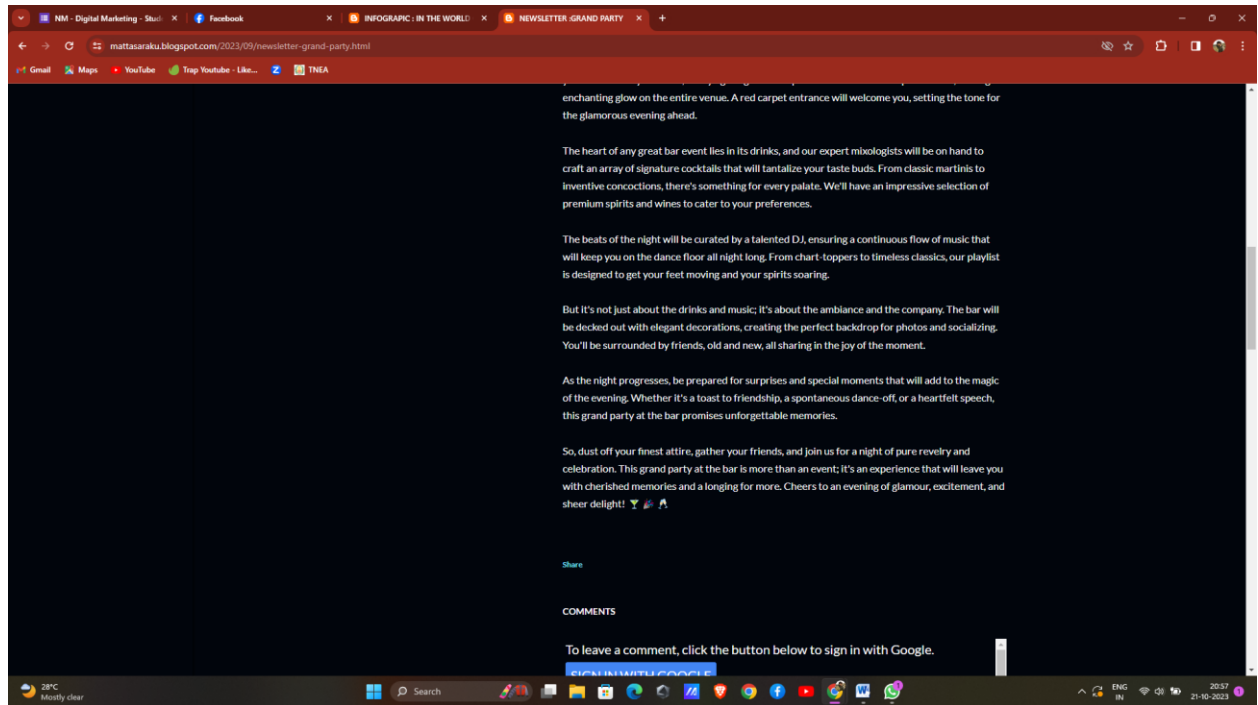 NM - Digital Marketing - Stud
Facebook
INFOGRAPIC : IN THE WORLD
NEWSLETTER :GRAND PARTY
mattasaraku.blogspot.com/2023/09/newsletter-grand-party.html
Gmail
Maps
YouTube
Trap Youtube - Like...
TNEA
enchanting glow on the entire venue. A red carpet entrance will welcome you, setting the tone for
the glamorous evening ahead.
The heart of any great bar event lies in its drinks, and our expert mixologists will be on hand to
craft an array of signature cocktails that will tantalize your taste buds. From classic martinis to
inventive concoctions, there's something for every palate. We'll have an impressive selection of
premium spirits and wines to cater to your preferences.
The beats of the night will be curated by a talented DJ, ensuring a continuous flow of music that
will keep you on the dance floor all night long. From chart-toppers to timeless classics, our playlist
is designed to get your feet moving and your spirits soaring.
But it's not just about the drinks and music; it's about the ambiance and the company. The bar will
be decked out with elegant decorations, creating the perfect backdrop for photos and socializing.
You'll be surrounded by friends, old and new, all sharing in the joy of the moment.
As the night progresses, be prepared for surprises and special moments that will add to the magic
of the evening. Whether it's a toast to friendship, a spontaneous dance-off, or a heartfelt speech,
this grand party at the bar promises unforgettable memories.
So, dust off your finest attire, gather your friends, and join us for a night of pure revelry and
celebration. This grand party at the bar is more than an event; it's an experience that will leave you
with cherished memories and a longing for more. Cheers to an evening of glamour, excitement, and
sheer delight! 🍸 🎉 🥂
Share
COMMENTS
To leave a comment, click the button below to sign in with Google.
SIGN IN WITH GOOGLE
28°C
Mostly clear
Search
ENG
IN
20:57
21-10-2023